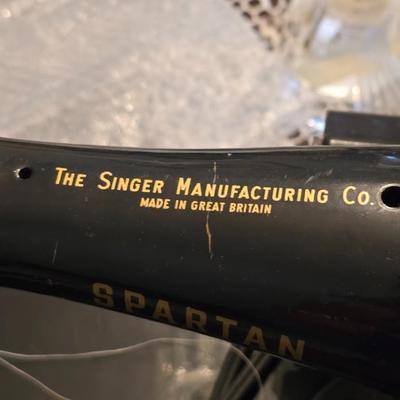 THE SINGER MANUFACTURING CO.
MADE IN GREAT BRITAIN
SPARTAN